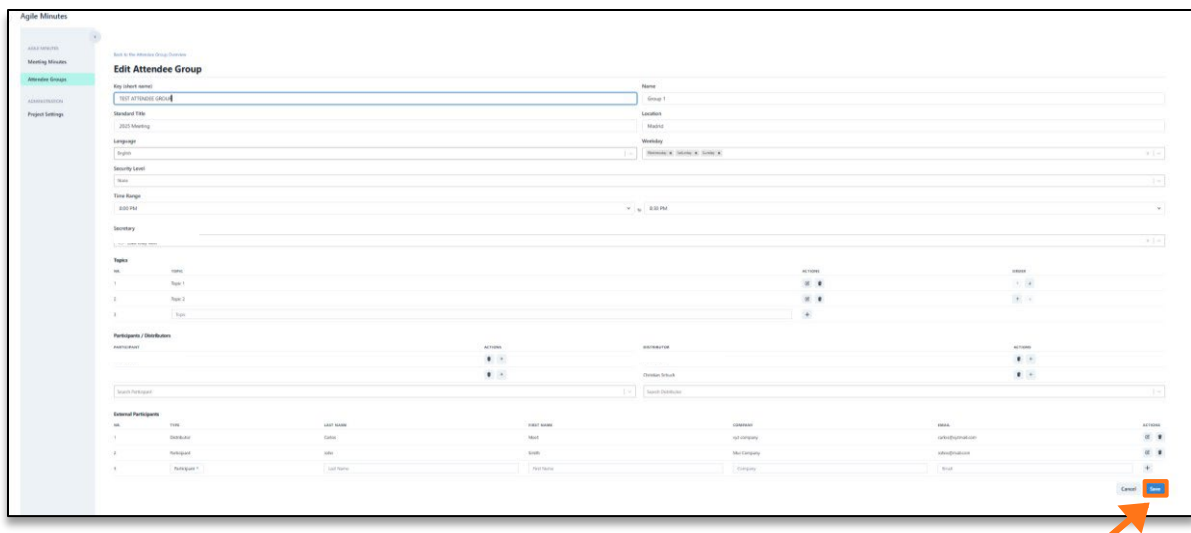 Agile Minutes
AGILE MINUTES
Meeting Minutes
Attendee Groups
ADMINISTRATION
Project Settings
Back to the Attendee Group Overview
Edit Attendee Group
Key (short name) Name
TEST ATTENDEE GROUP Group 1
Standard Title Location
2025 Meeting Madrid
Language Weekday
English Wednesday Saturday Sunday
Security Level
None
Time Range
8:00 PM to 8:30 PM
Secretary
Topics
NR. TOPIC ACTIONS ORDER
1 Topic 1
2 Topic 2
3 Topic
Participants / Distributors
PARTICIPANT ACTIONS DISTRIBUTOR ACTIONS
Christian
Search Participant Search Distributor
External Participants
NR. TYPE LAST NAME FIRST NAME COMPANY EMAIL ACTIONS
1 Distributor xyz company
2 Participant John Smith Company
3 Participant Last Name First Name Company Email
Cancel Save